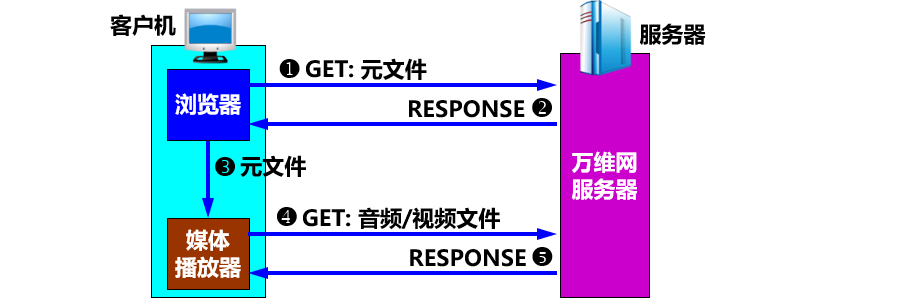 客户机
服务器
❶ GET: 元文件
浏览器
RESPONSE ❷
❸ 元文件
万维网
服务器
❹ GET: 音频/视频文件
媒体
播放器
RESPONSE ❺